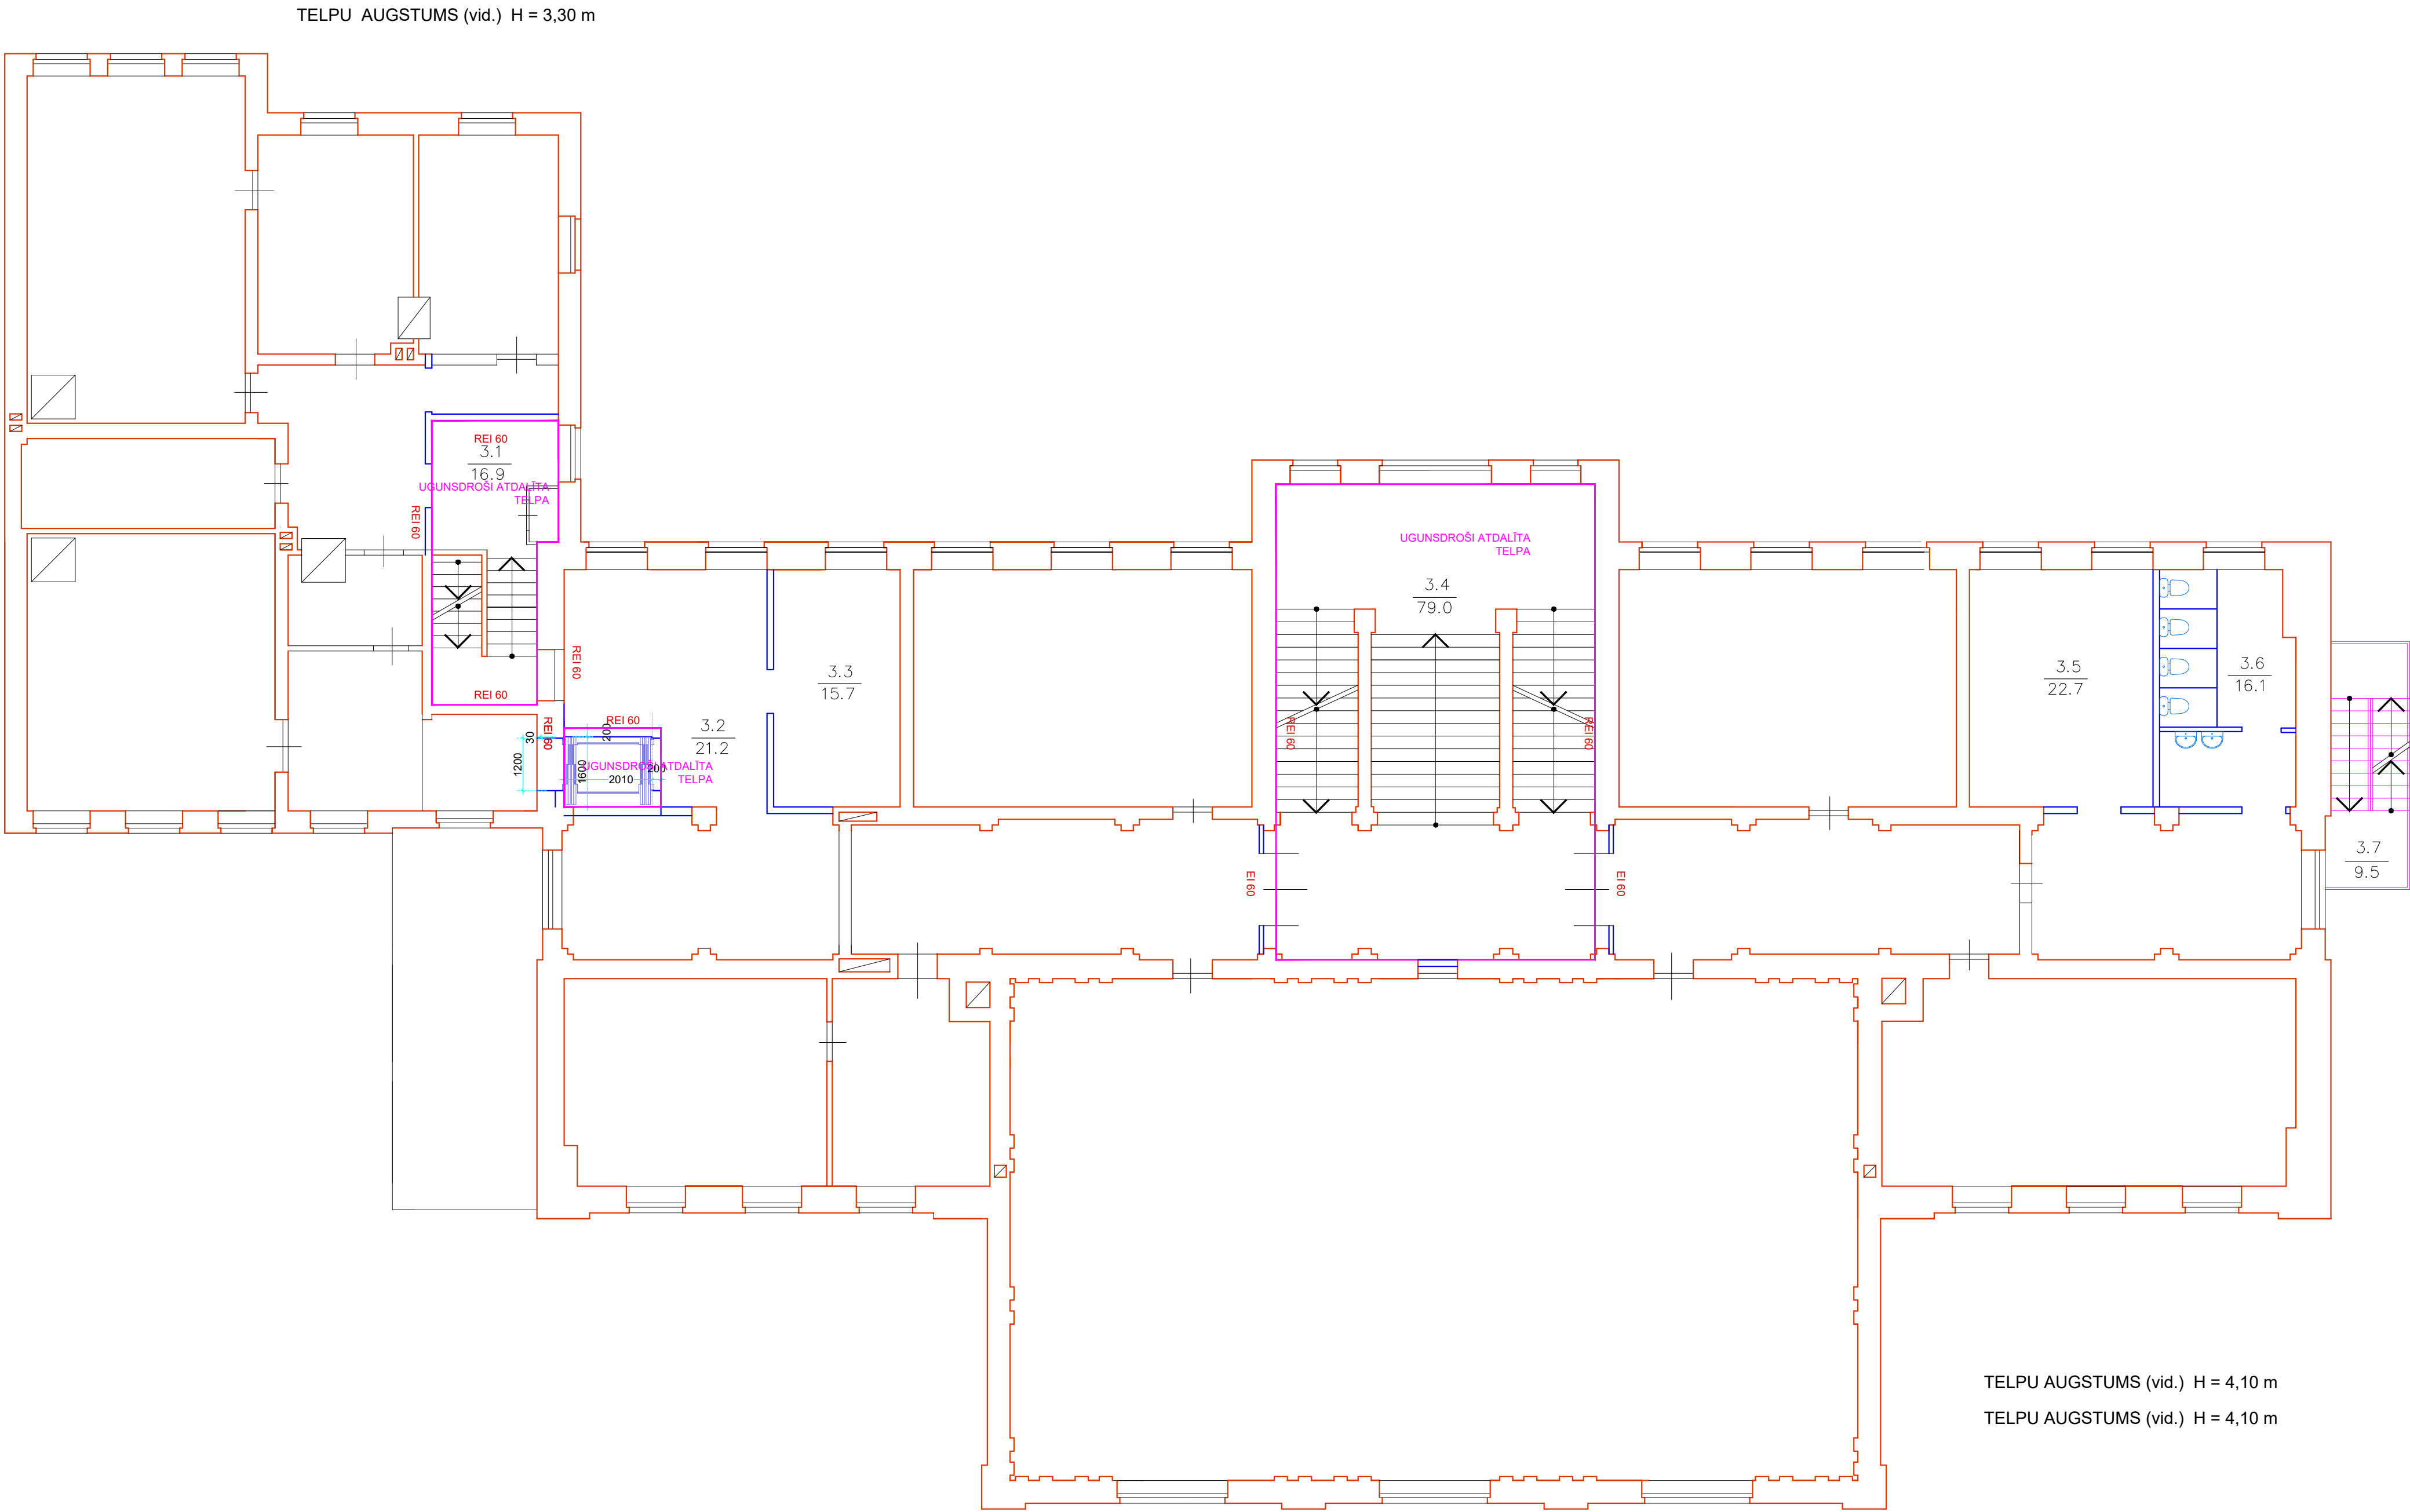 TELPU AUGSTUMS (vid.) H = 3,30 m
REI 60
3.1
16.9
UGUNSDROŠI ATDALĪTA
TELPA
REI 60
REI 60
REI 60
REI 60
REI 60
3.2
21.2
3.3
15.7
30
1200
200
1600
2010
200
UGUNSDROŠI ATDALĪTA
TELPA
UGUNSDROŠI ATDALĪTA
TELPA
3.4
79.0
REI 60
REI 60
EI 60
EI 60
3.5
22.7
3.6
16.1
3.7
9.5
TELPU AUGSTUMS (vid.) H = 4,10 m
TELPU AUGSTUMS (vid.) H = 4,10 m